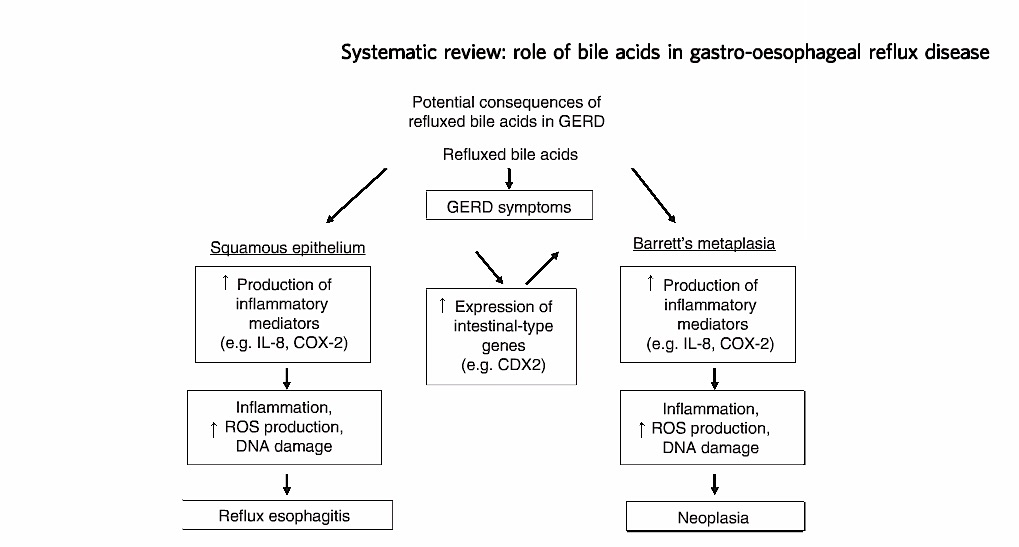 Systematic review: role of bile acids in gastro-oesophageal reflux disease
Potential consequences of
refluxed bile acids in GERD
Refluxed bile acids
GERD symptoms
Squamous epithelium
↑ Production of
inflammatory
mediators
(e.g. IL-8, COX-2)
Inflammation,
↑ ROS production,
DNA damage
Reflux esophagitis
↑ Expression of
intestinal-type
genes
(e.g. CDX2)
Barrett's metaplasia
↑ Production of
inflammatory
mediators
(e.g. IL-8, COX-2)
Inflammation,
↑ ROS production,
DNA damage
Neoplasia